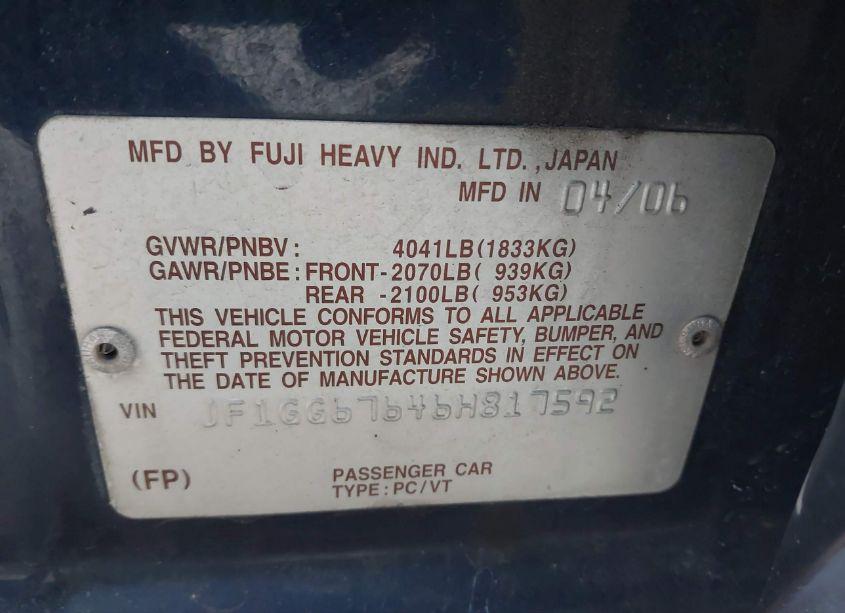 MFD BY FUJI HEAVY IND. LTD.,JAPAN
MFD IN 04/06
GVWR/PNBV: 4041LB(1833KG)
GAWR/PNBE: FRONT-2070LB( 939KG)
REAR -2100LB( 953KG)
THIS VEHICLE CONFORMS TO ALL APPLICABLE
FEDERAL MOTOR VEHICLE SAFETY, BUMPER, AND
THEFT PREVENTION STANDARDS IN EFFECT ON
THE DATE OF MANUFACTURE SHOWN ABOVE.
VIN JF1GG67646H817592
(FP) PASSENGER CAR
TYPE:PC/VT